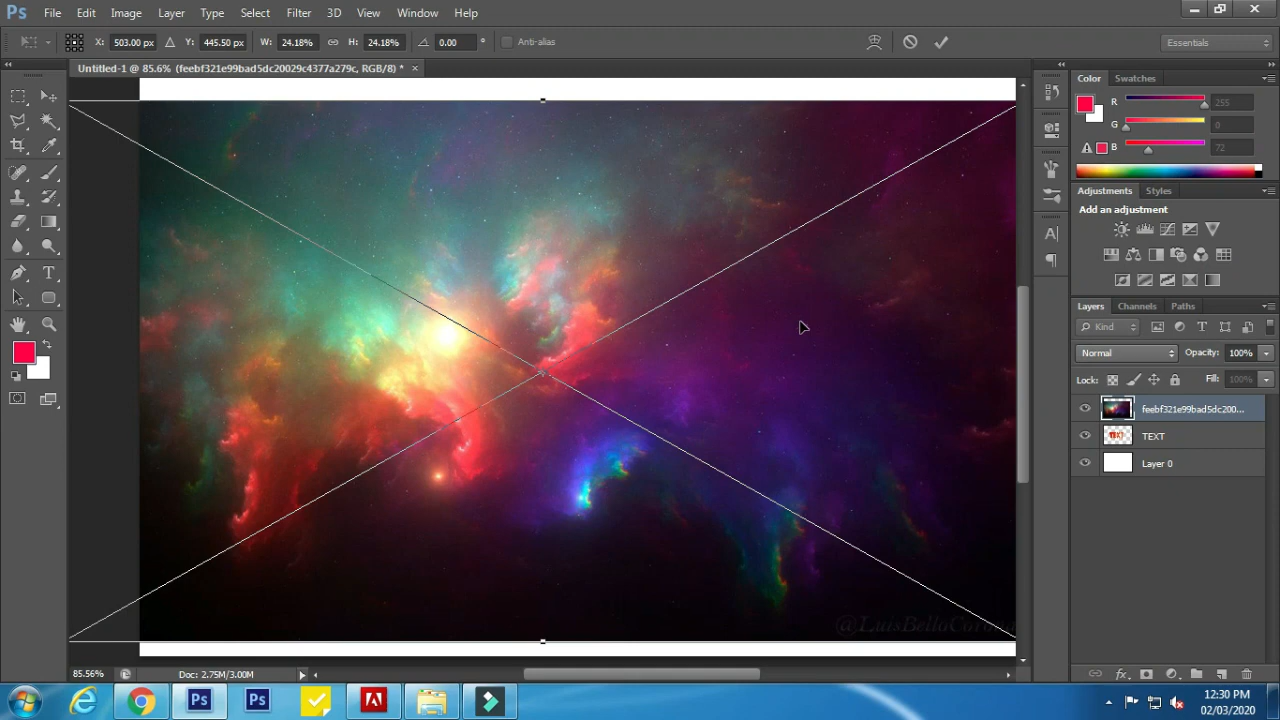 Ps File Edit Image Layer Type Select Filter 3D View Window Help
X: 503.00 px Y: 445.50 px W: 24.18% H: 24.18% 0.00 ° Anti-alias Essentials
Untitled-1 @ 85.6% (feebf321e99bad5dc20029c4377a279c, RGB/8) * ×
Color Swatches
R 255
G 0
B 72
Adjustments Styles
Add an adjustment
Layers Channels Paths
Kind
Normal Opacity: 100%
Lock: Fill: 100%
feebf321e99bad5dc200...
TEXT
Layer 0
85.56% Doc: 2.75M/3.00M
Ps Ps
12:30 PM
02/03/2020